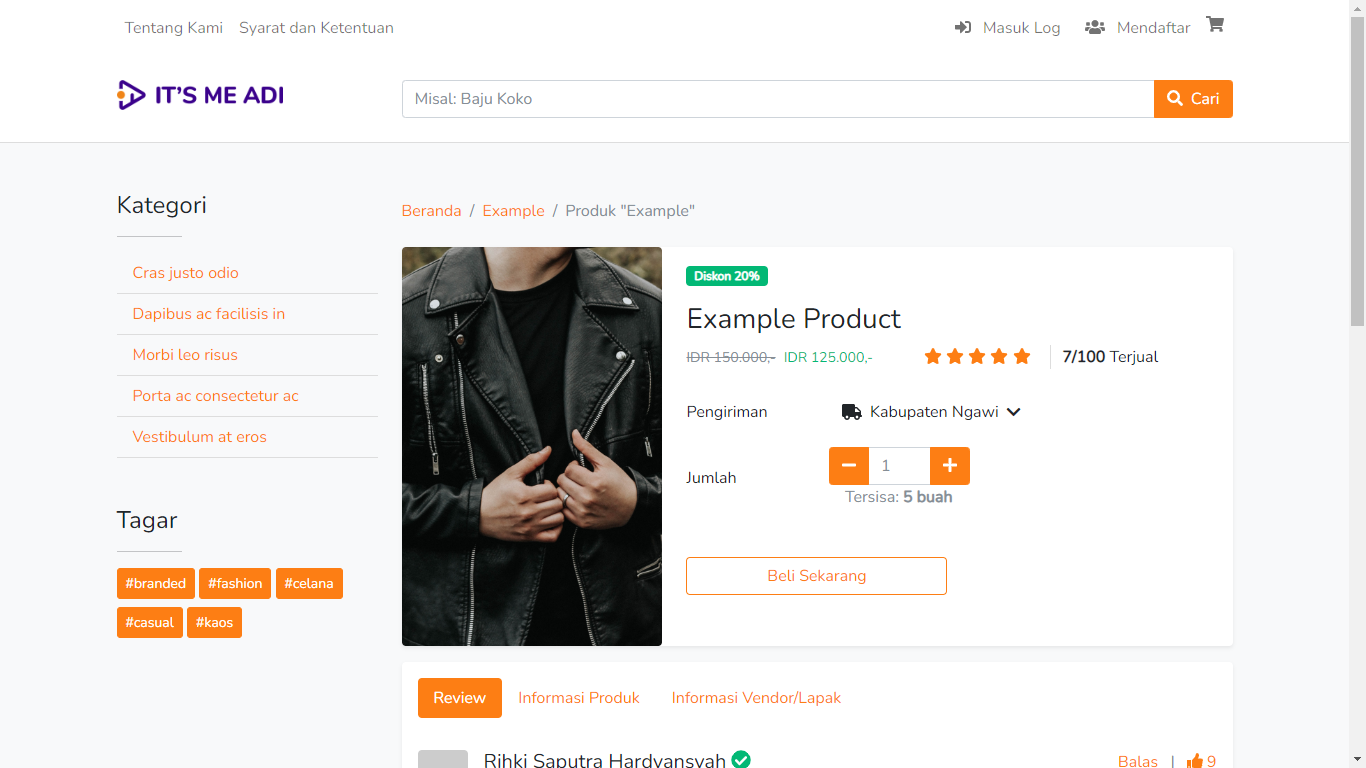 Tentang Kami Syarat dan Ketentuan Masuk Log Mendaftar
IT'S ME ADI Misal: Baju Koko Cari
Kategori
Cras justo odio
Dapibus ac facilisis in
Morbi leo risus
Porta ac consectetur ac
Vestibulum at eros
Tagar
#branded #fashion #celana
#casual #kaos
Beranda / Example / Produk "Example"
Diskon 20%
Example Product
IDR 150.000,- IDR 125.000,- 7/100 Terjual
Pengiriman Kabupaten Ngawi
Jumlah 1
Tersisa: 5 buah
Beli Sekarang
Review Informasi Produk Informasi Vendor/Lapak
Rihki Saputra Hardyansyah Balas | 9